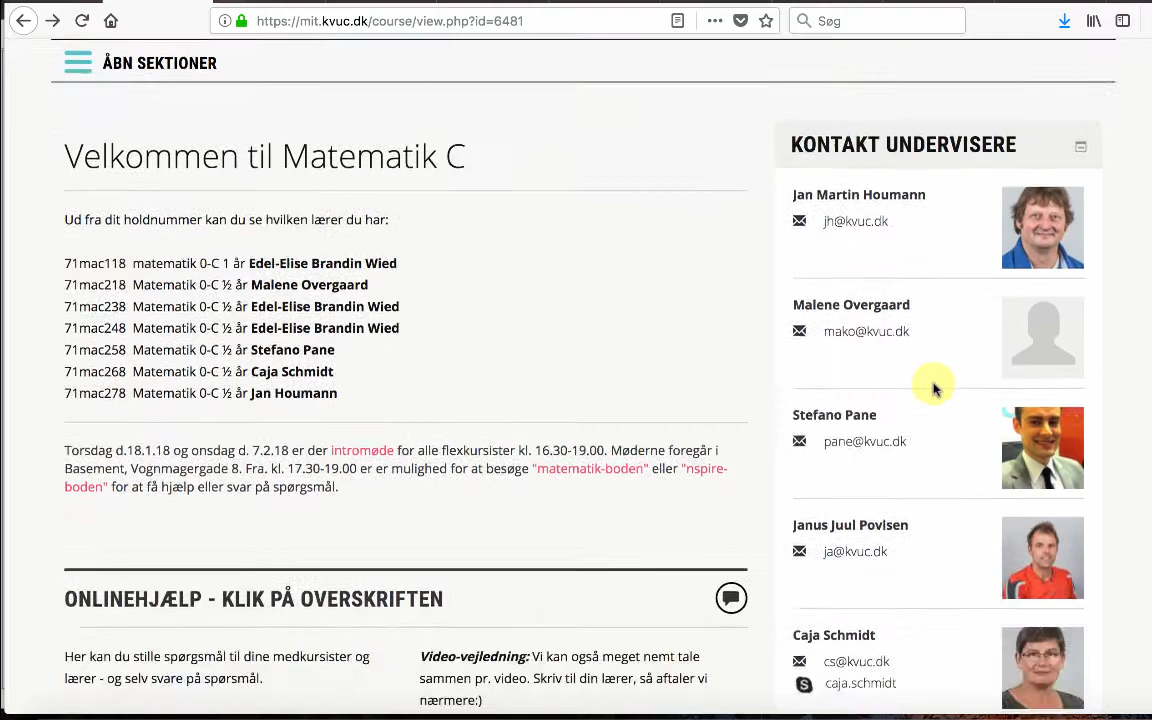 https://mit.kvuc.dk/course/view.php?id=6481
Søg
ÅBN SEKTIONER
Velkommen til Matematik C
Ud fra dit holdnummer kan du se hvilken lærer du har:
71mac118 matematik 0-C 1 år Edel-Elise Brandin Wied
71mac218 Matematik 0-C ½ år Malene Overgaard
71mac238 Matematik 0-C ½ år Edel-Elise Brandin Wied
71mac248 Matematik 0-C ½ år Edel-Elise Brandin Wied
71mac258 Matematik 0-C ½ år Stefano Pane
71mac268 Matematik 0-C ½ år Caja Schmidt
71mac278 Matematik 0-C ½ år Jan Houmann
Torsdag d.18.1.18 og onsdag d. 7.2.18 er der intromøde for alle flexkursister kl. 16.30-19.00. Møderne foregår i
Basement, Vognmagergade 8. Fra. kl. 17.30-19.00 er er mulighed for at besøge "matematik-boden" eller "nspire-
boden" for at få hjælp eller svar på spørgsmål.
ONLINEHJÆLP - KLIK PÅ OVERSKRIFTEN
Her kan du stille spørgsmål til dine medkursister og
lærer - og selv svare på spørsmål.
Video-vejledning: Vi kan også meget nemt tale
sammen pr. video. Skriv til din lærer, så aftaler vi
nærmere:)
KONTAKT UNDERVISERE
Jan Martin Houmann
jh@kvuc.dk
Malene Overgaard
mako@kvuc.dk
Stefano Pane
pane@kvuc.dk
Janus Juul Povlsen
ja@kvuc.dk
Caja Schmidt
cs@kvuc.dk
caja.schmidt